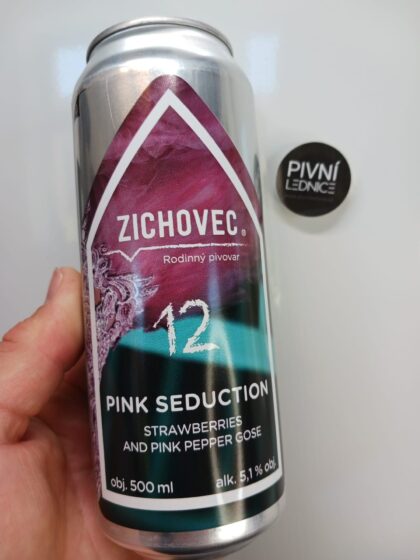 ZICHOVEC
Rodinný pivovar
12
PINK SEDUCTION
STRAWBERRIES
AND PINK PEPPER GOSE
obj. 500 ml
alk. 5,1 % obj.
PIVNÍ
LEDNICE